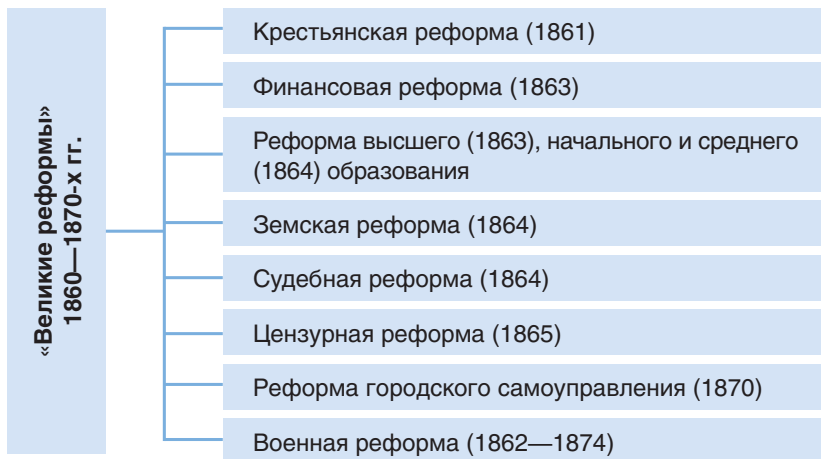 «Великие реформы»
1860—1870-х гг.
Крестьянская реформа (1861)
Финансовая реформа (1863)
Реформа высшего (1863), начального и среднего
(1864) образования
Земская реформа (1864)
Судебная реформа (1864)
Цензурная реформа (1865)
Реформа городского самоуправления (1870)
Военная реформа (1862—1874)